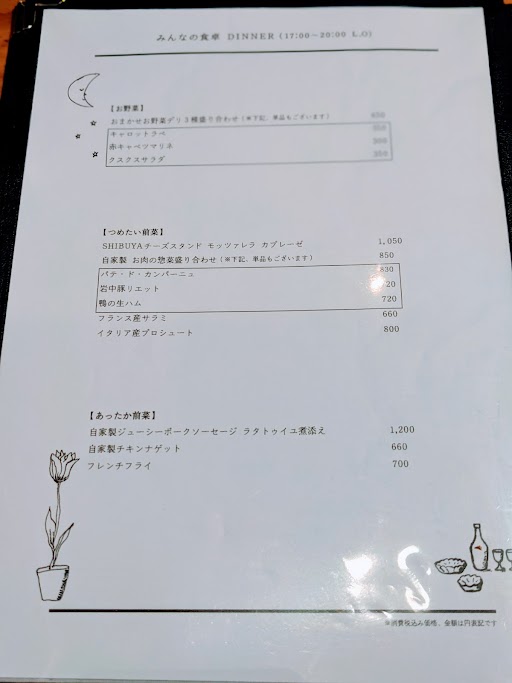 みんなの食卓 DINNER (17:00~20:00 L.O)
【お野菜】
おまかせお野菜デリ3種盛り合わせ(※下記、単品もございます)
キャロットラペ 350
赤キャベツマリネ 300
クスクスサラダ 350
【つめたい前菜】
SHIBUYAチーズスタンド モッツァレラ カプレーゼ 1,050
自家製 お肉の惣菜盛り合わせ(※下記、単品もございます) 850
パテ・ド・カンパーニュ 830
岩中豚リエット
鴨の生ハム 720
フランス産サラミ 660
イタリア産プロシュート 800
【あったか前菜】
自家製ジューシーポークソーセージ ラタトゥイユ煮添え 1,200
自家製チキンナゲット 660
フレンチフライ 700
※消費税込み価格、金額は円表記です